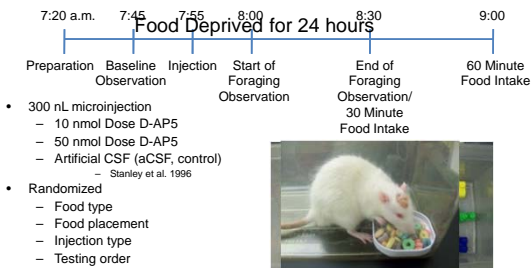 Food Deprived for 24 hours
7:20 a.m. 7:45 7:55 8:00 8:30 9:00
Preparation
Baseline
Observation
Injection
Start of
Foraging
Observation
End of
Foraging
Observation/
30 Minute
Food Intake
60 Minute
Food Intake
• 300 nL microinjection
– 10 nmol Dose D-AP5
– 50 nmol Dose D-AP5
– Artificial CSF (aCSF, control)
– Stanley et al. 1996
• Randomized
– Food type
– Food placement
– Injection type
– Testing order